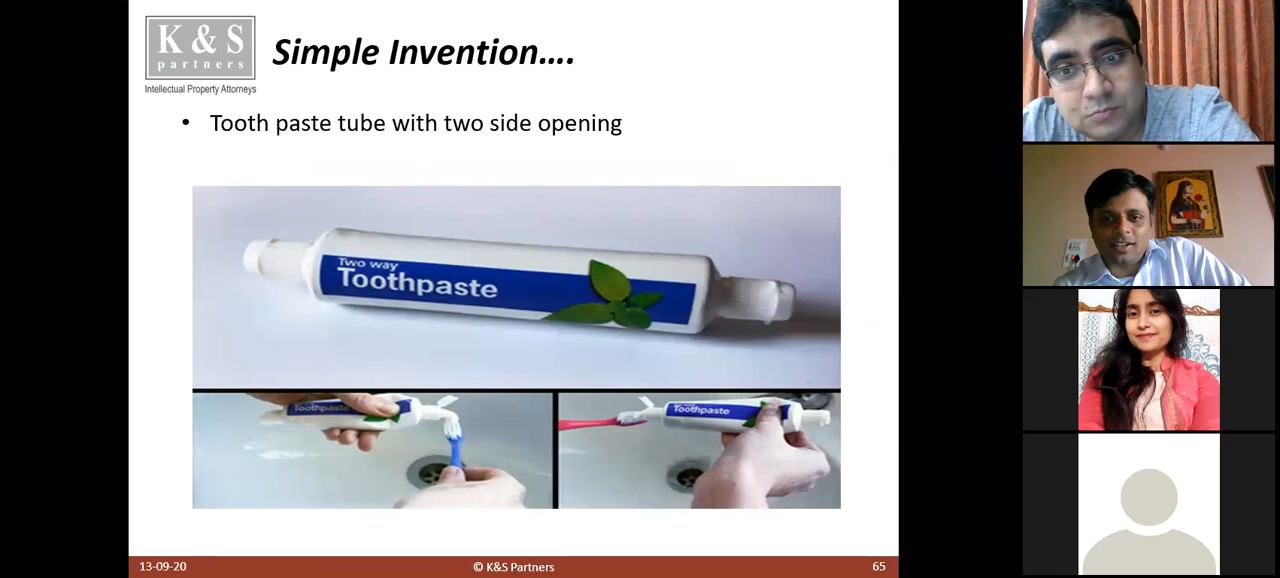 K & S
partners
Intellectual Property Attorneys
Simple Invention....
• Tooth paste tube with two side opening
Two way
Toothpaste
Toothpaste
Toothpaste
13-09-20
© K&S Partners
65